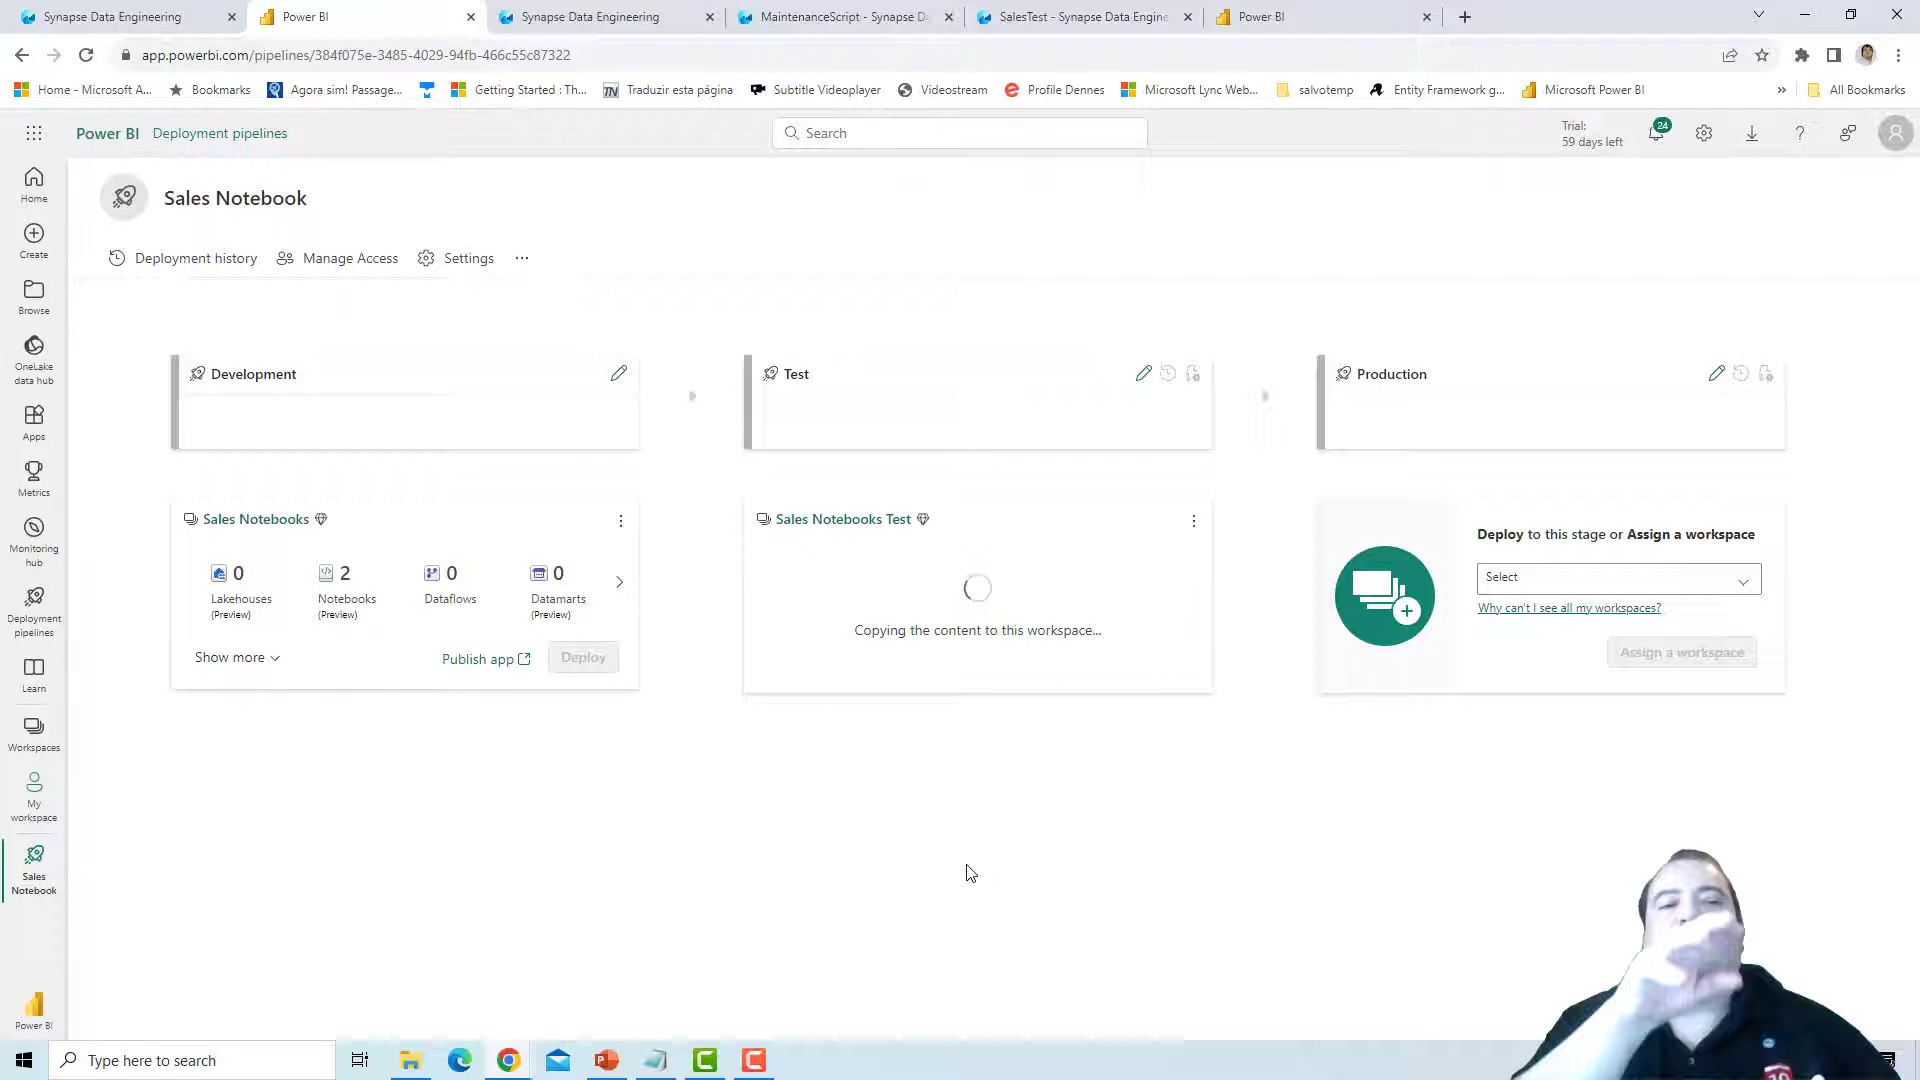 Synapse Data Engineering
Power BI
Synapse Data Engineering
MaintenanceScript - Synapse D
SalesTest - Synapse Data Engine
Power BI
app.powerbi.com/pipelines/384f075e-3485-4029-94fb-466c55c87322
Home - Microsoft A...
Bookmarks
Agora sim! Passage...
Getting Started : Th...
TN
Traduzir esta página
Subtitle Videoplayer
Videostream
Profile Dennes
Microsoft Lync Web...
salvotemp
Entity Framework g...
Microsoft Power BI
All Bookmarks
Power BI
Deployment pipelines
Search
Trial:
59 days left
24
Home
Create
Browse
OneLake
data hub
Apps
Metrics
Monitoring
hub
Deployment
pipelines
Learn
Workspaces
My
workspace
Sales
Notebook
Power BI
Sales Notebook
Deployment history
Manage Access
Settings
Development
Test
Production
Sales Notebooks
0
Lakehouses
(Preview)
2
Notebooks
(Preview)
0
Dataflows
0
Datamarts
(Preview)
Show more
Publish app
Deploy
Sales Notebooks Test
Copying the content to this workspace...
Deploy to this stage or Assign a workspace
Select
Why can't I see all my workspaces?
Assign a workspace
Type here to search